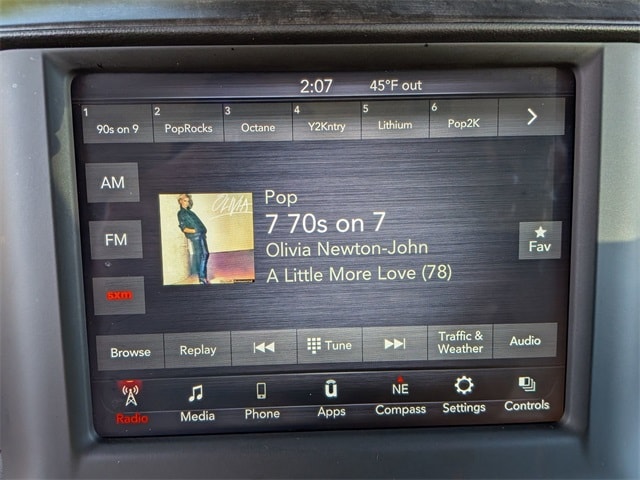 2:07 45°F out
1 90s on 9 2 PopRocks 3 Octane 4 Y2Kntry 5 Lithium 6 Pop2K
AM
FM
sxm
OLIVIA
Pop
7 70s on 7
Olivia Newton-John
A Little More Love (78)
Fav
Browse Replay Tune Traffic & Weather Audio
Radio Media Phone Apps NE Compass Settings Controls